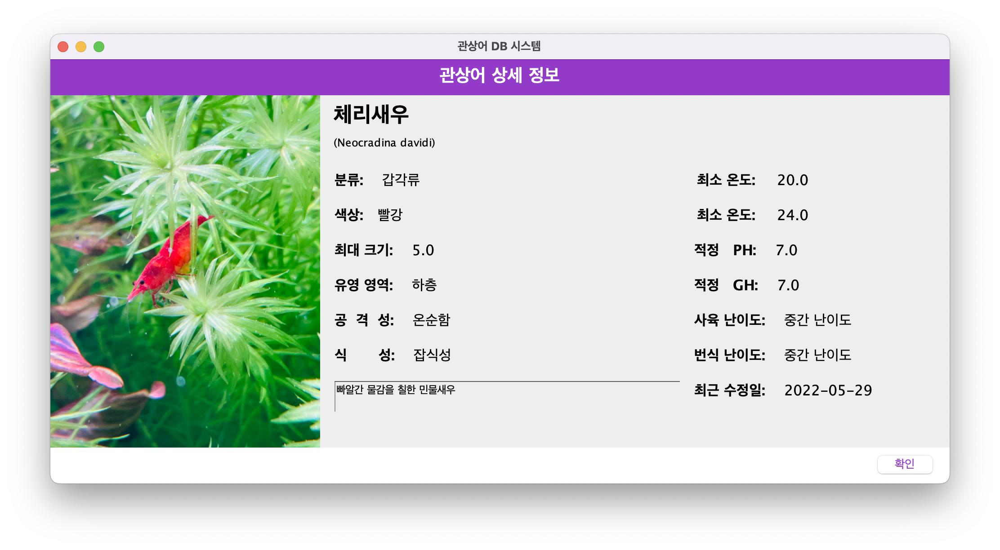 관상어 DB 시스템
관상어 상세 정보
체리새우
(Neocradina davidi)
분류: 갑각류
최소 온도: 20.0
색상: 빨강
최소 온도: 24.0
최대 크기: 5.0
적정 PH: 7.0
유영 영역: 하층
적정 GH: 7.0
공 격 성: 온순함
사육 난이도: 중간 난이도
식 성: 잡식성
번식 난이도: 중간 난이도
빠알간 물감을 칠한 민물새우
최근 수정일: 2022-05-29
확인